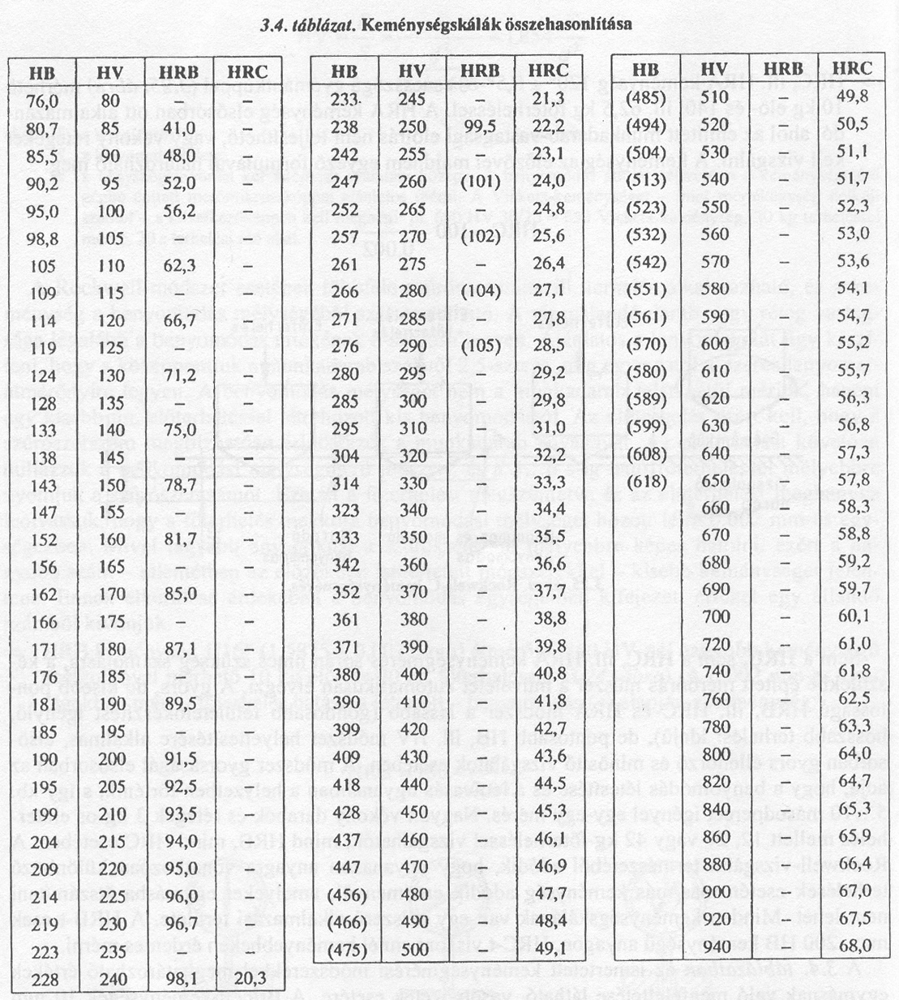 3.4. táblázat. Keménységskálák összehasonlítása
HB HV HRB HRC
76,0 80 – –
80,7 85 41,0 –
85,5 90 48,0 –
90,2 95 52,0 –
95,0 100 56,2 –
98,8 105 – –
105 110 62,3 –
109 115 – –
114 120 66,7 –
119 125 – –
124 130 71,2 –
128 135 – –
133 140 75,0 –
138 145 – –
143 150 78,7 –
147 155 – –
152 160 81,7 –
156 165 – –
162 170 85,0 –
166 175 – –
171 180 87,1 –
176 185 – –
181 190 89,5 –
185 195 – –
190 200 91,5 –
195 205 92,5 –
199 210 93,5 –
204 215 94,0 –
209 220 95,0 –
214 225 96,0 –
219 230 96,7 –
223 235 – –
228 240 98,1 20,3
HB HV HRB HRC
233 245 – 21,3
238 250 99,5 22,2
242 255 – 23,1
247 260 (101) 24,0
252 265 – 24,8
257 270 (102) 25,6
261 275 – 26,4
266 280 (104) 27,1
271 285 – 27,8
276 290 (105) 28,5
280 295 – 29,2
285 300 – 29,8
295 310 – 31,0
304 320 – 32,2
314 330 – 33,3
323 340 – 34,4
333 350 – 35,5
342 360 – 36,6
352 370 – 37,7
361 380 – 38,8
371 390 – 39,8
380 400 – 40,8
390 410 – 41,8
399 420 – 42,7
409 430 – 43,6
418 440 – 44,5
428 450 – 45,3
437 460 – 46,1
447 470 – 46,9
(456) 480 – 47,7
(466) 490 – 48,4
(475) 500 – 49,1
HB HV HRB HRC
(485) 510 – 49,8
(494) 520 – 50,5
(504) 530 – 51,1
(513) 540 – 51,7
(523) 550 – 52,3
(532) 560 – 53,0
(542) 570 – 53,6
(551) 580 – 54,1
(561) 590 – 54,7
(570) 600 – 55,2
(580) 610 – 55,7
(589) 620 – 56,3
(599) 630 – 56,8
(608) 640 – 57,3
(618) 650 – 57,8
660 – 58,3
670 – 58,8
680 – 59,2
690 – 59,7
700 – 60,1
720 – 61,0
740 – 61,8
760 – 62,5
780 – 63,3
800 – 64,0
820 – 64,7
840 – 65,3
860 – 65,9
880 – 66,4
900 – 67,0
920 – 67,5
940 – 68,0